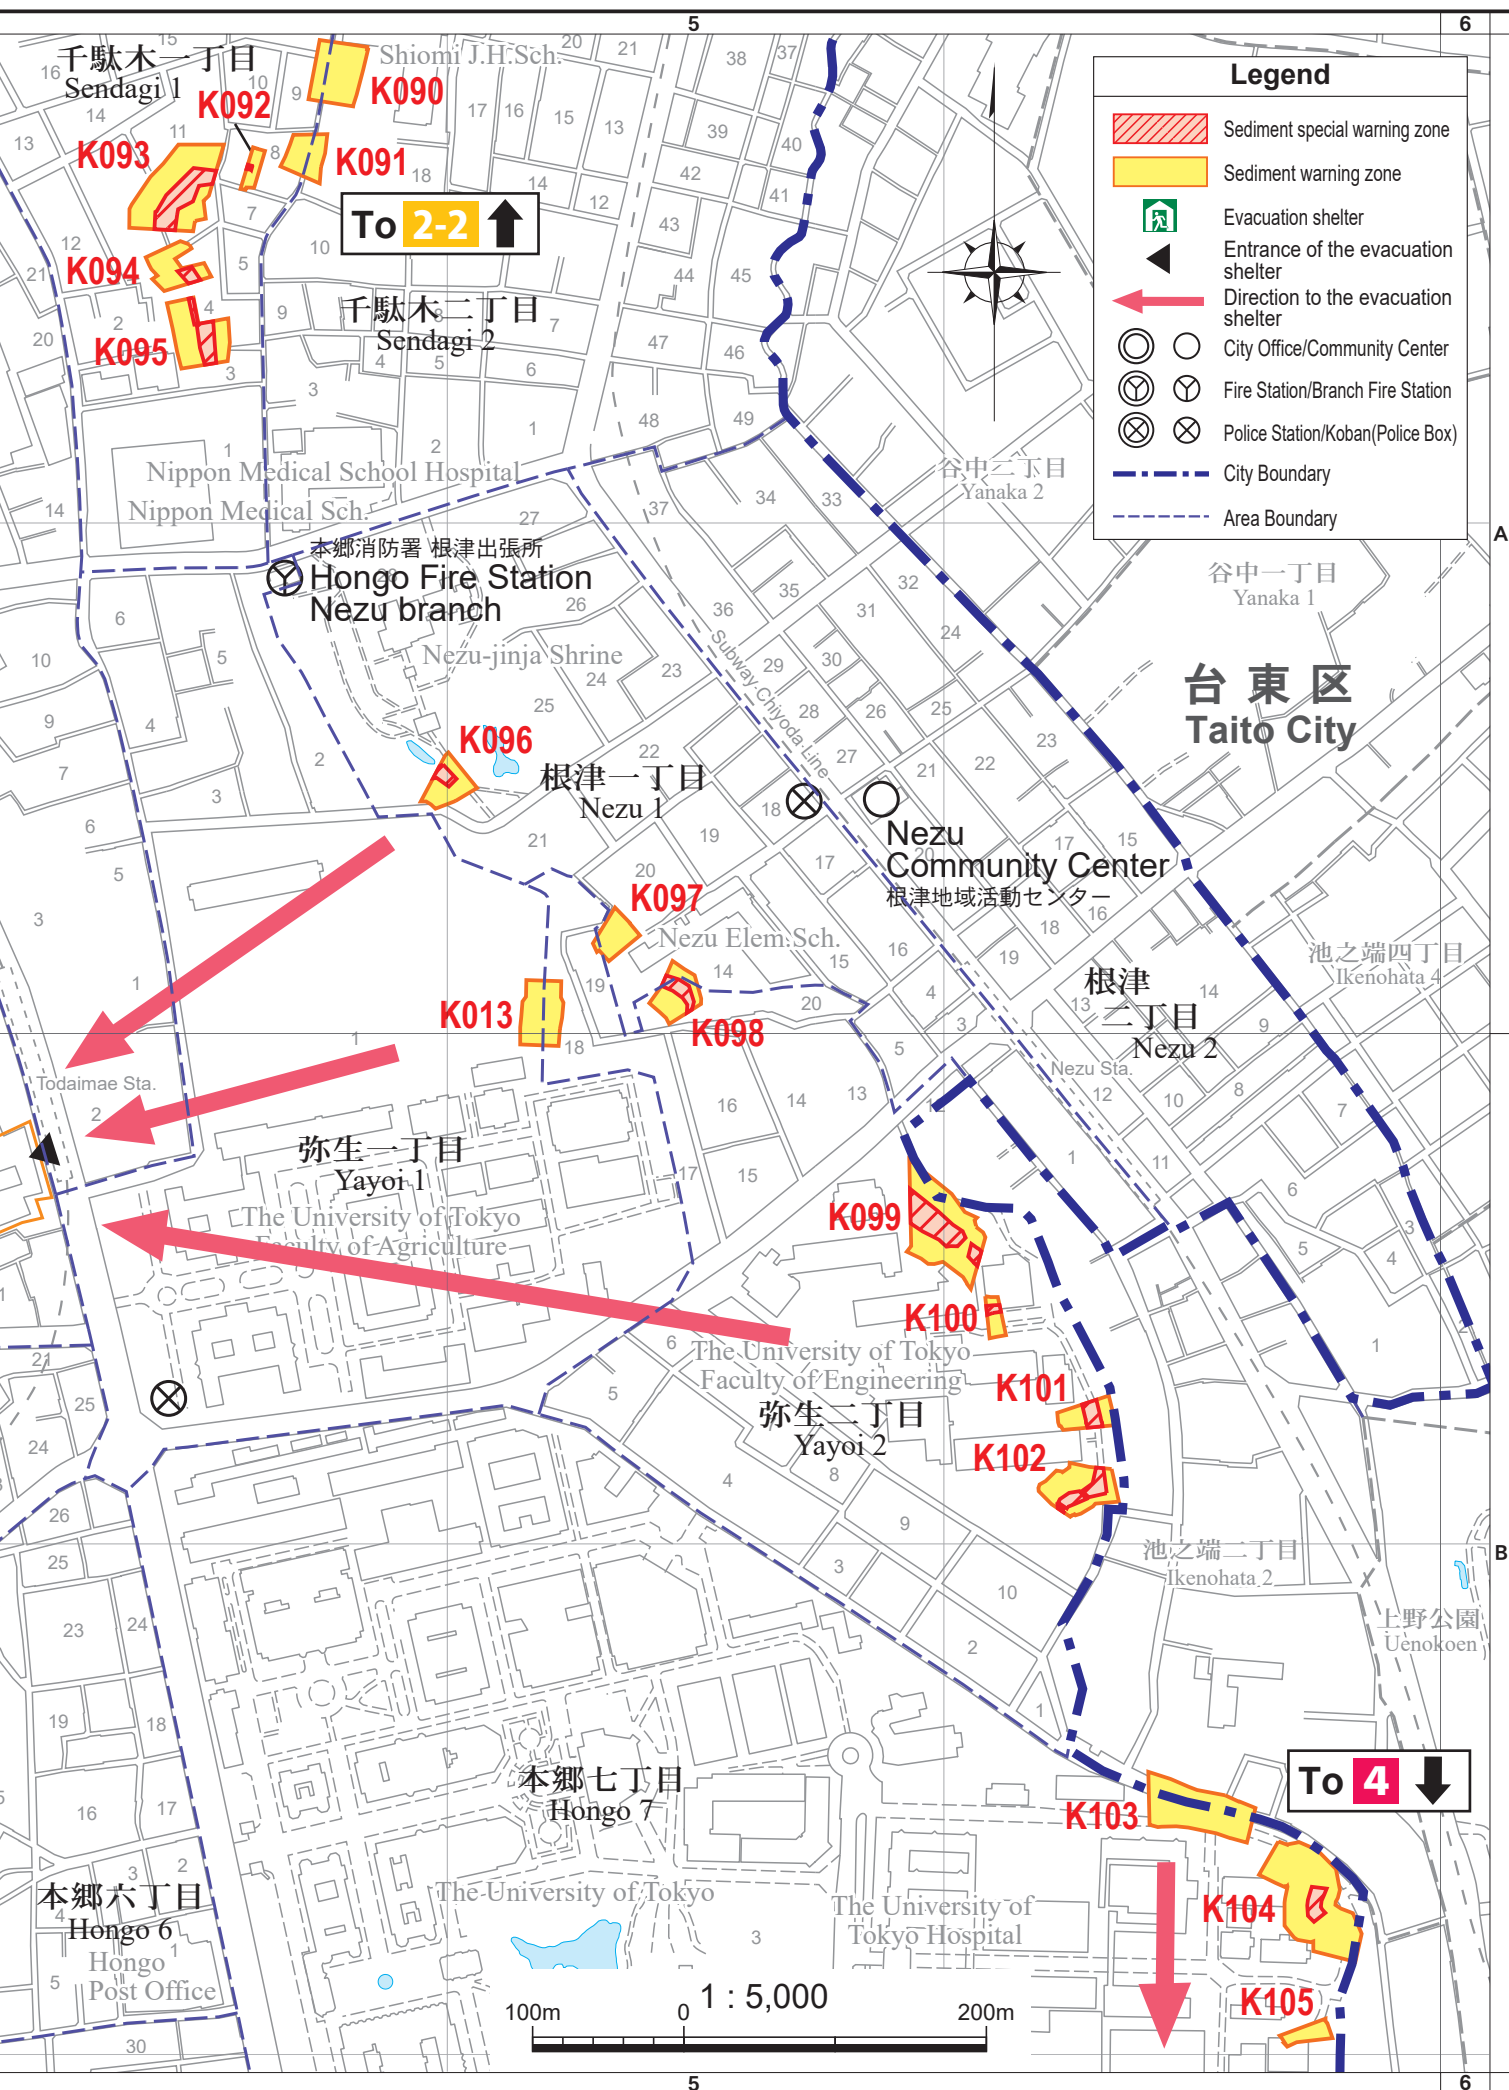 5
6
千駄木一丁目
Sendagi 1
Shiomi J.H.Sch.
K090
K092
K093
K091
To 2-2
K094
千駄木二丁目
Sendagi 2
K095
Legend
Sediment special warning zone
Sediment warning zone
Evacuation shelter
Entrance of the evacuation
shelter
Direction to the evacuation
shelter
City Office/Community Center
Fire Station/Branch Fire Station
Police Station/Koban(Police Box)
City Boundary
Area Boundary
Nippon Medical School Hospital
Nippon Medical Sch.
谷中二丁目
Yanaka 2
A
本郷消防署 根津出張所
Hongo Fire Station
Nezu branch
谷中一丁目
Yanaka 1
Nezu-jinja Shrine
Subway Chiyoda Line
台東区
Taito City
K096
根津一丁目
Nezu 1
Nezu
Community Center
根津地域活動センター
K097
Nezu Elem.Sch.
池之端四丁目
Ikenohata 4
K013
K098
根津
二丁目
Nezu 2
Nezu Sta.
Todaimae Sta.
弥生一丁目
Yayoi 1
The University of Tokyo
Faculty of Agriculture
K099
K100
The University of Tokyo
Faculty of Engineering
K101
弥生二丁目
Yayoi 2
K102
B
池之端二丁目
Ikenohata 2
上野公園
Uenokoen
本郷七丁目
Hongo 7
To 4
K103
本郷六丁目
Hongo 6
Hongo
Post Office
The University of Tokyo
The University of
Tokyo Hospital
K104
K105
1 : 5,000
100m 0 200m
5
6